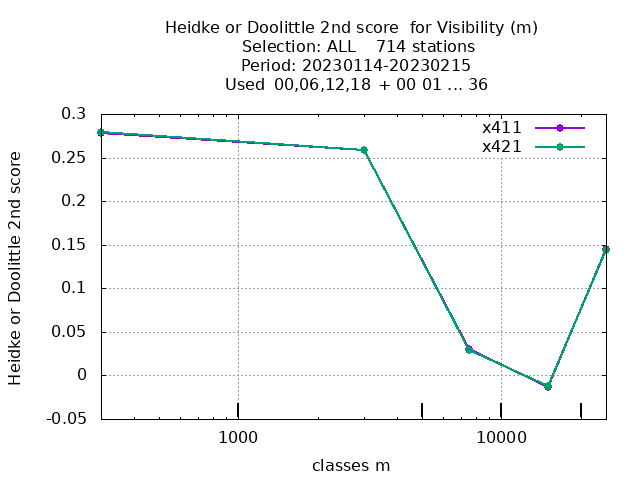 Heidke or Doolittle 2nd score  for Visibility (m)
Selection: ALL    714 stations
Period: 20230114-20230215
Used  00,06,12,18 + 00 01 ... 36
x411
x421
0.3
0.25
0.2
0.15
0.1
0.05
0
-0.05
Heidke or Doolittle 2nd score
1000
10000
classes m